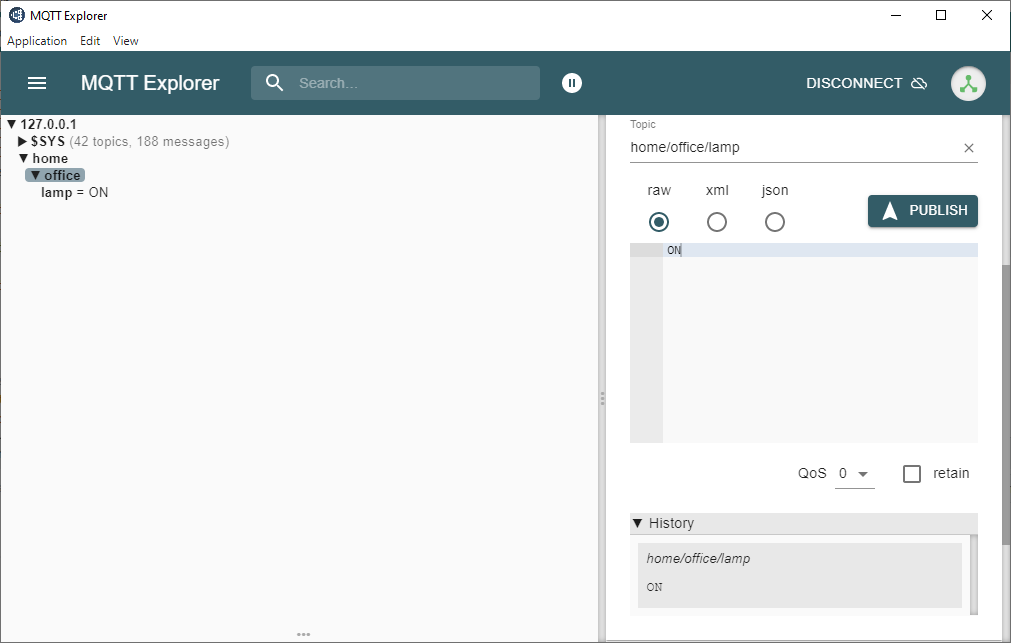 MQTT Explorer
Application Edit View
MQTT Explorer Search... DISCONNECT
127.0.0.1
$SYS (42 topics, 188 messages)
home
office
lamp = ON
Topic
home/office/lamp
raw xml json
PUBLISH
ON
QoS 0 retain
History
home/office/lamp
ON